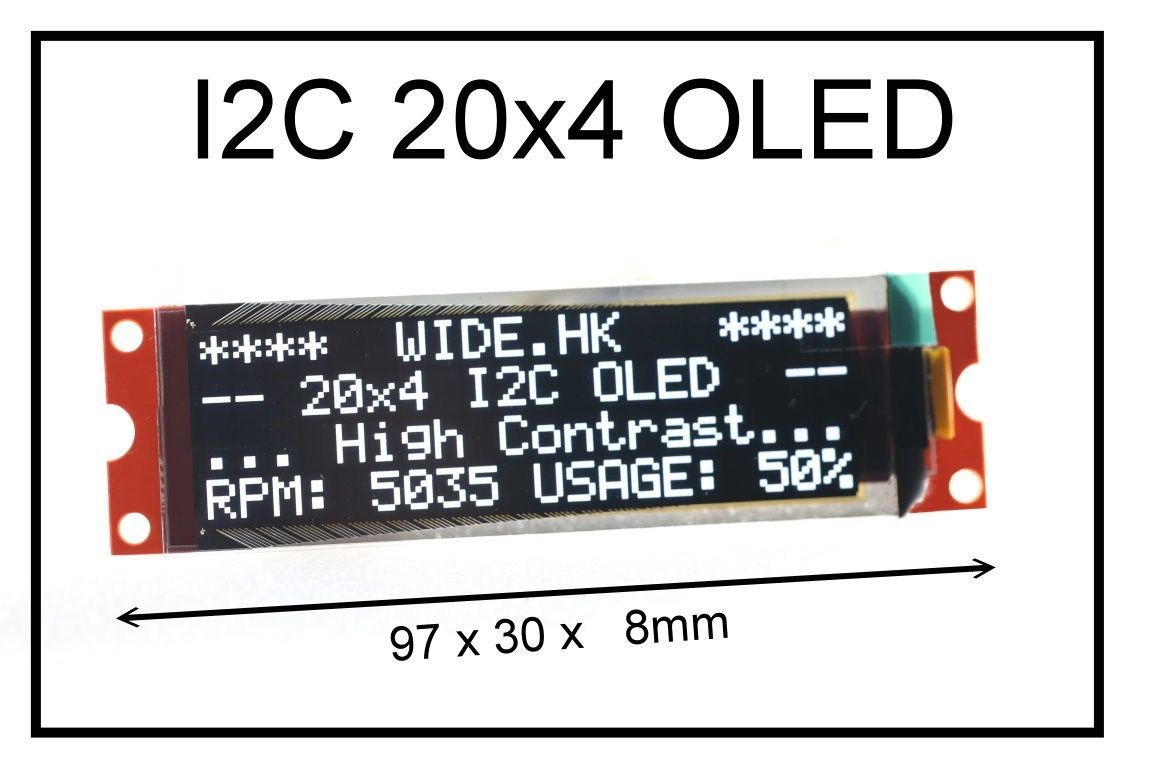 I2C 20x4 OLED
**** WIDE.HK ****
-- 20x4 I2C OLED --
... High Contrast...
RPM: 5035 USAGE: 50%
97 x 30 x 8mm